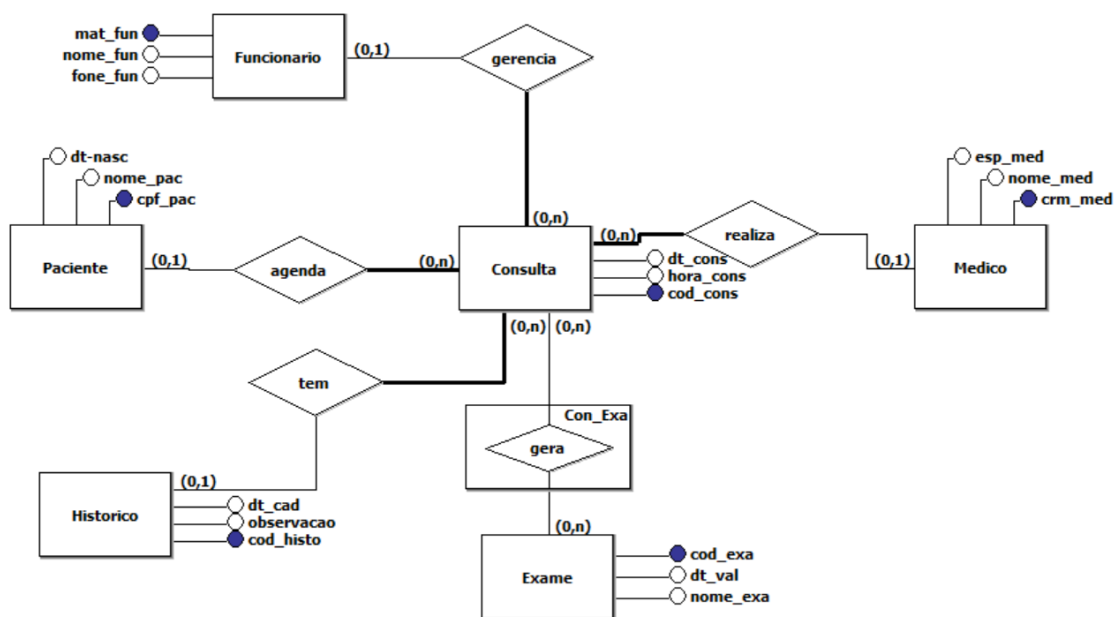 mat_fun
nome_fun
fone_fun
Funcionario
(0,1)
gerencia
dt-nasc
nome_pac
cpf_pac
Paciente
(0,1)
agenda
(0,n)
(0,n)
Consulta
(0,n)
dt_cons
hora_cons
cod_cons
realiza
esp_med
nome_med
crm_med
(0,1)
Medico
(0,n)
(0,n)
tem
Con_Exa
gera
(0,1)
Historico
dt_cad
observacao
cod_histo
(0,n)
Exame
cod_exa
dt_val
nome_exa